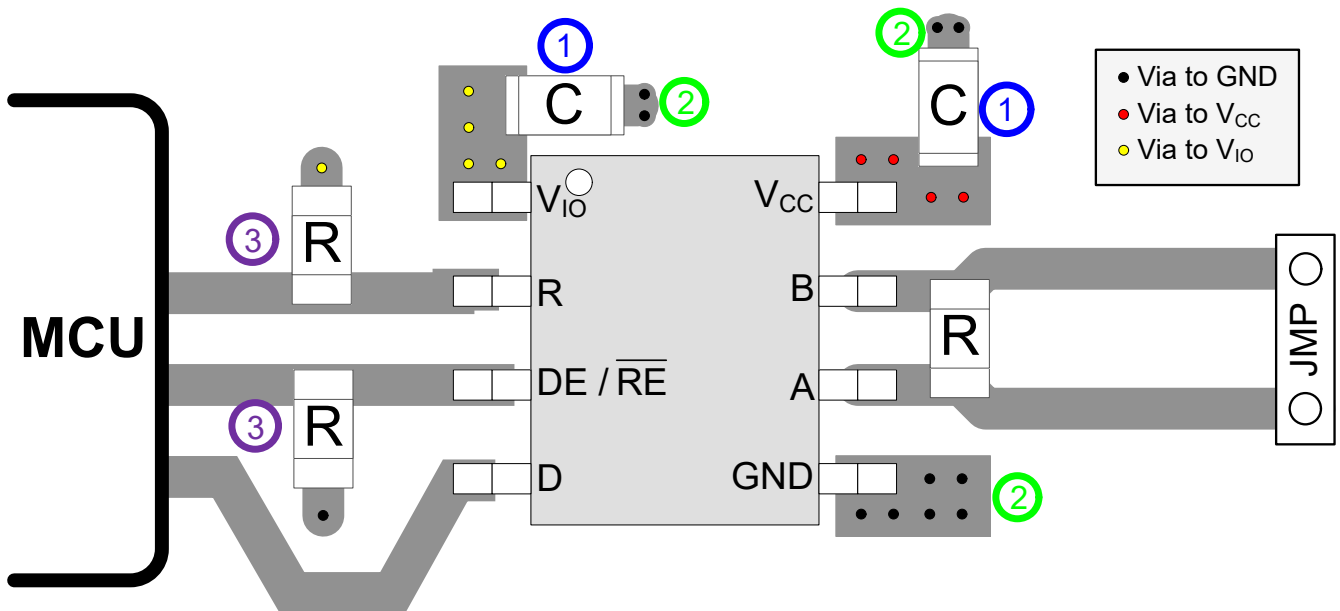 1
2
C
2
2
C
1
Via to GND
Via to VCC
Via to VIO
3
R
VIO
VCC
MCU
R
B
R
JMP
3
R
DE / R̅E̅
A
D
GND
2